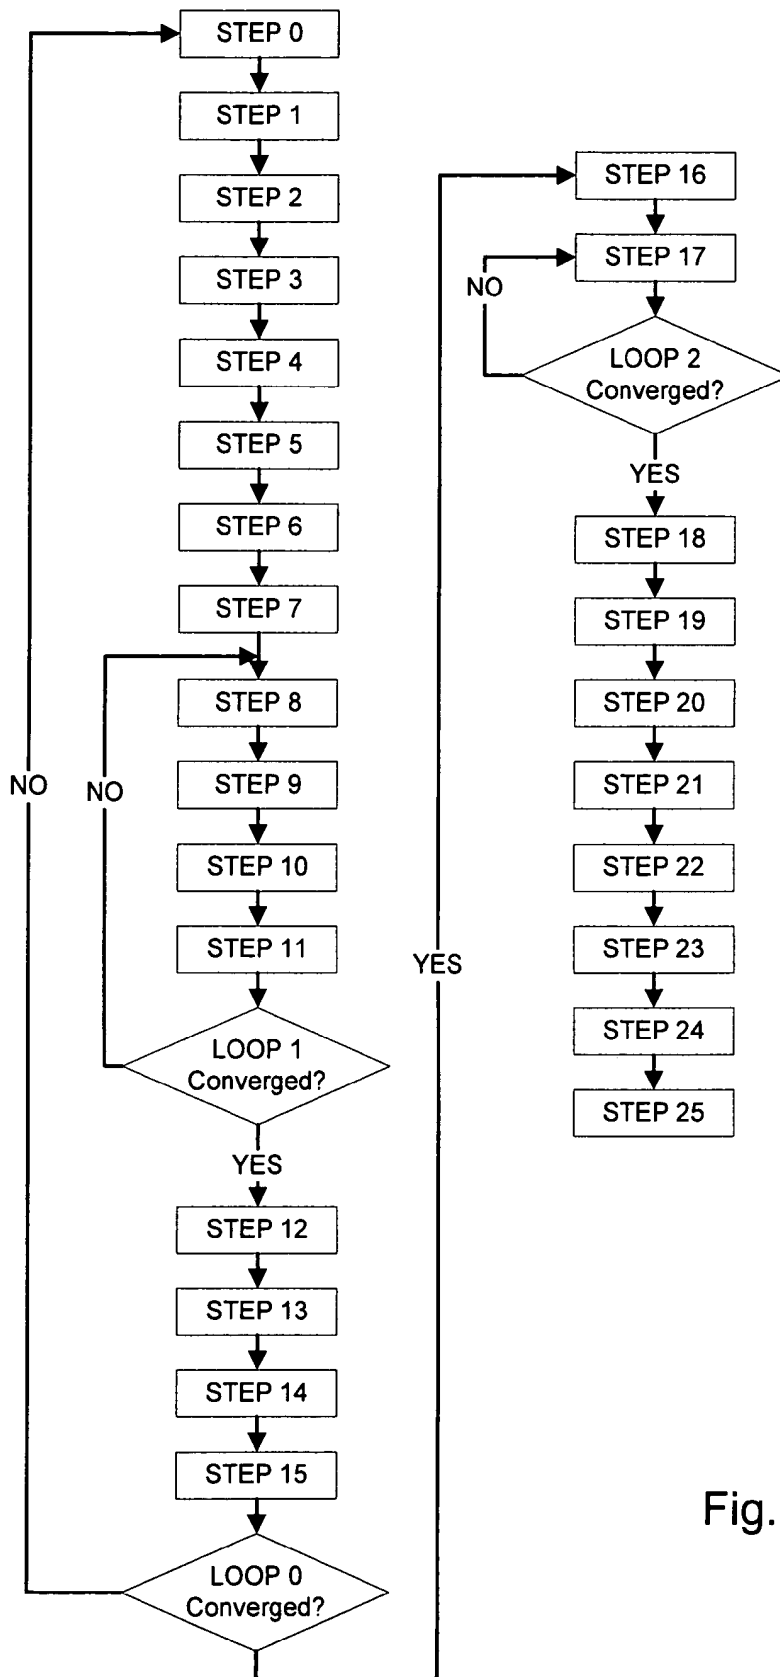 STEP 0
STEP 1
STEP 2
STEP 3
STEP 4
STEP 5
STEP 6
STEP 7
STEP 8
NO
NO
STEP 9
STEP 10
STEP 11
LOOP 1
Converged?
YES
STEP 12
STEP 13
STEP 14
STEP 15
LOOP 0
Converged?
YES
STEP 16
STEP 17
NO
LOOP 2
Converged?
YES
STEP 18
STEP 19
STEP 20
STEP 21
STEP 22
STEP 23
STEP 24
STEP 25
Fig.